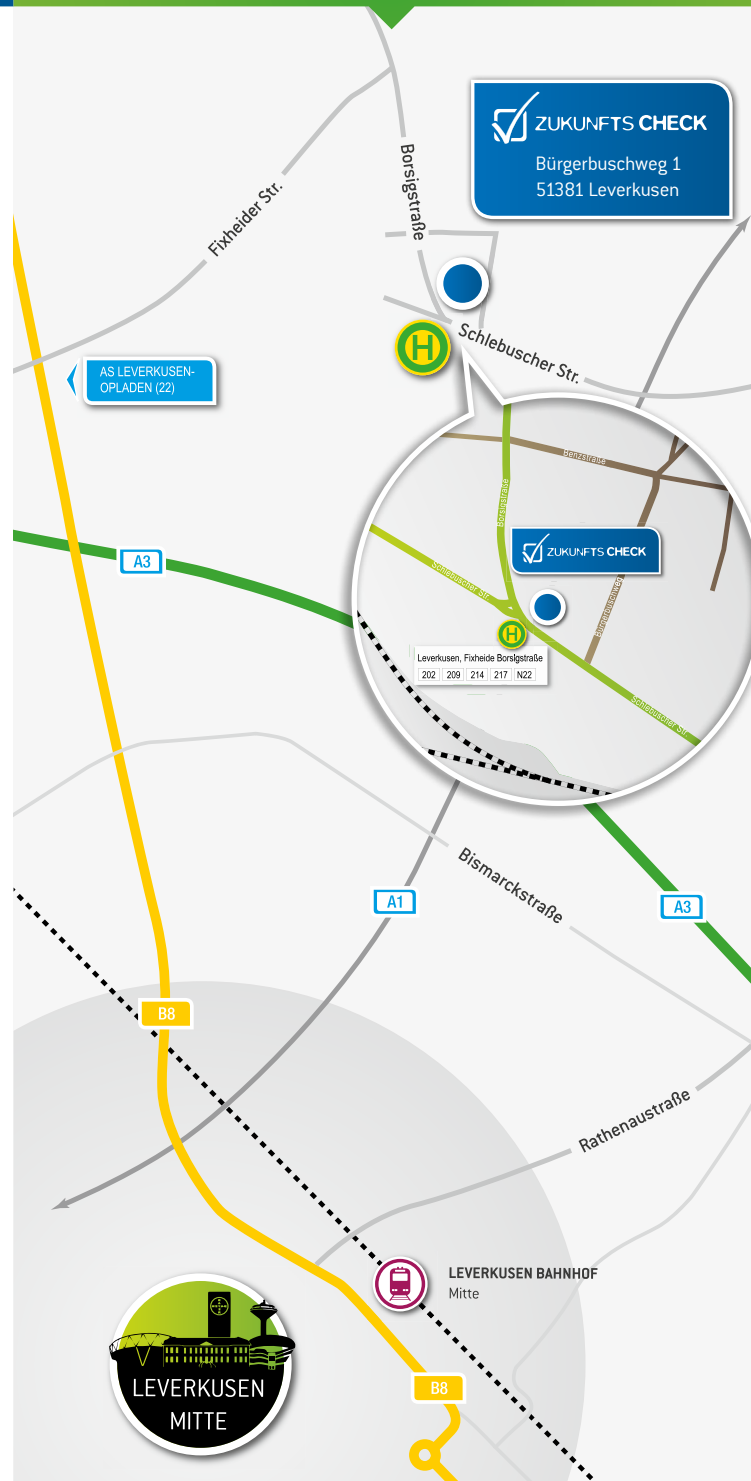 ZUKUNFTS CHECK
Bürgerbuschweg 1
51381 Leverkusen
Borsigstraße
Fixheider Str.
H
Schlebuscher Str.
AS LEVERKUSEN-
OPLADEN (22)
Benzstraße
Borsigstraße
A3
ZUKUNFTS CHECK
Schlebuscher Str.
Bürgerbuschweg
H
Leverkusen, Fixheide Borsigstraße
202 209 214 217 N22
Schlebuscher Str.
Bismarckstraße
A1
A3
B8
Rathenaustraße
LEVERKUSEN BAHNHOF
Mitte
LEVERKUSEN
MITTE
B8